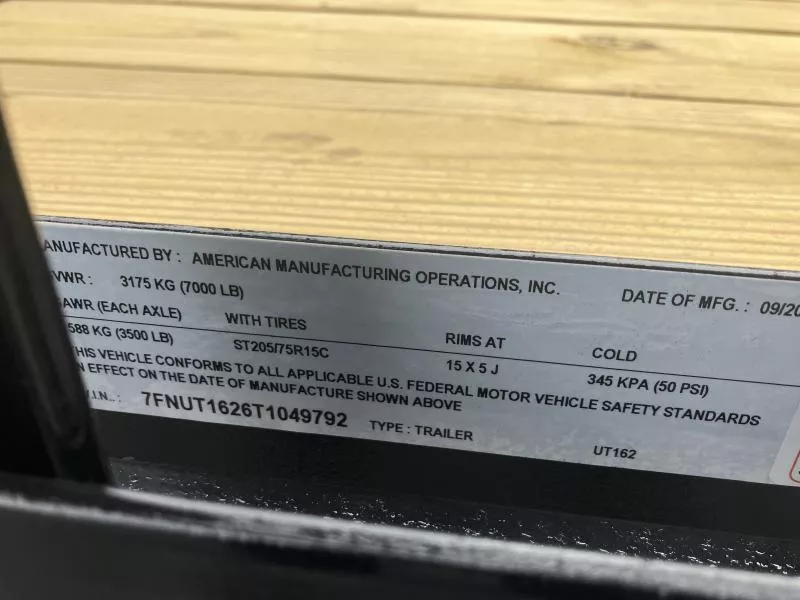 ANUFACTURED BY : AMERICAN MANUFACTURING OPERATIONS, INC. DATE OF MFG. : 09/20
VWR : 3175 KG (7000 LB)
AWR (EACH AXLE) WITH TIRES RIMS AT COLD
588 KG (3500 LB) ST205/75R15C 15 X 5 J 345 KPA (50 PSI)
HIS VEHICLE CONFORMS TO ALL APPLICABLE U.S. FEDERAL MOTOR VEHICLE SAFETY STANDARDS
N EFFECT ON THE DATE OF MANUFACTURE SHOWN ABOVE
.I.N.. : 7FNUT1626T1049792 TYPE : TRAILER UT162